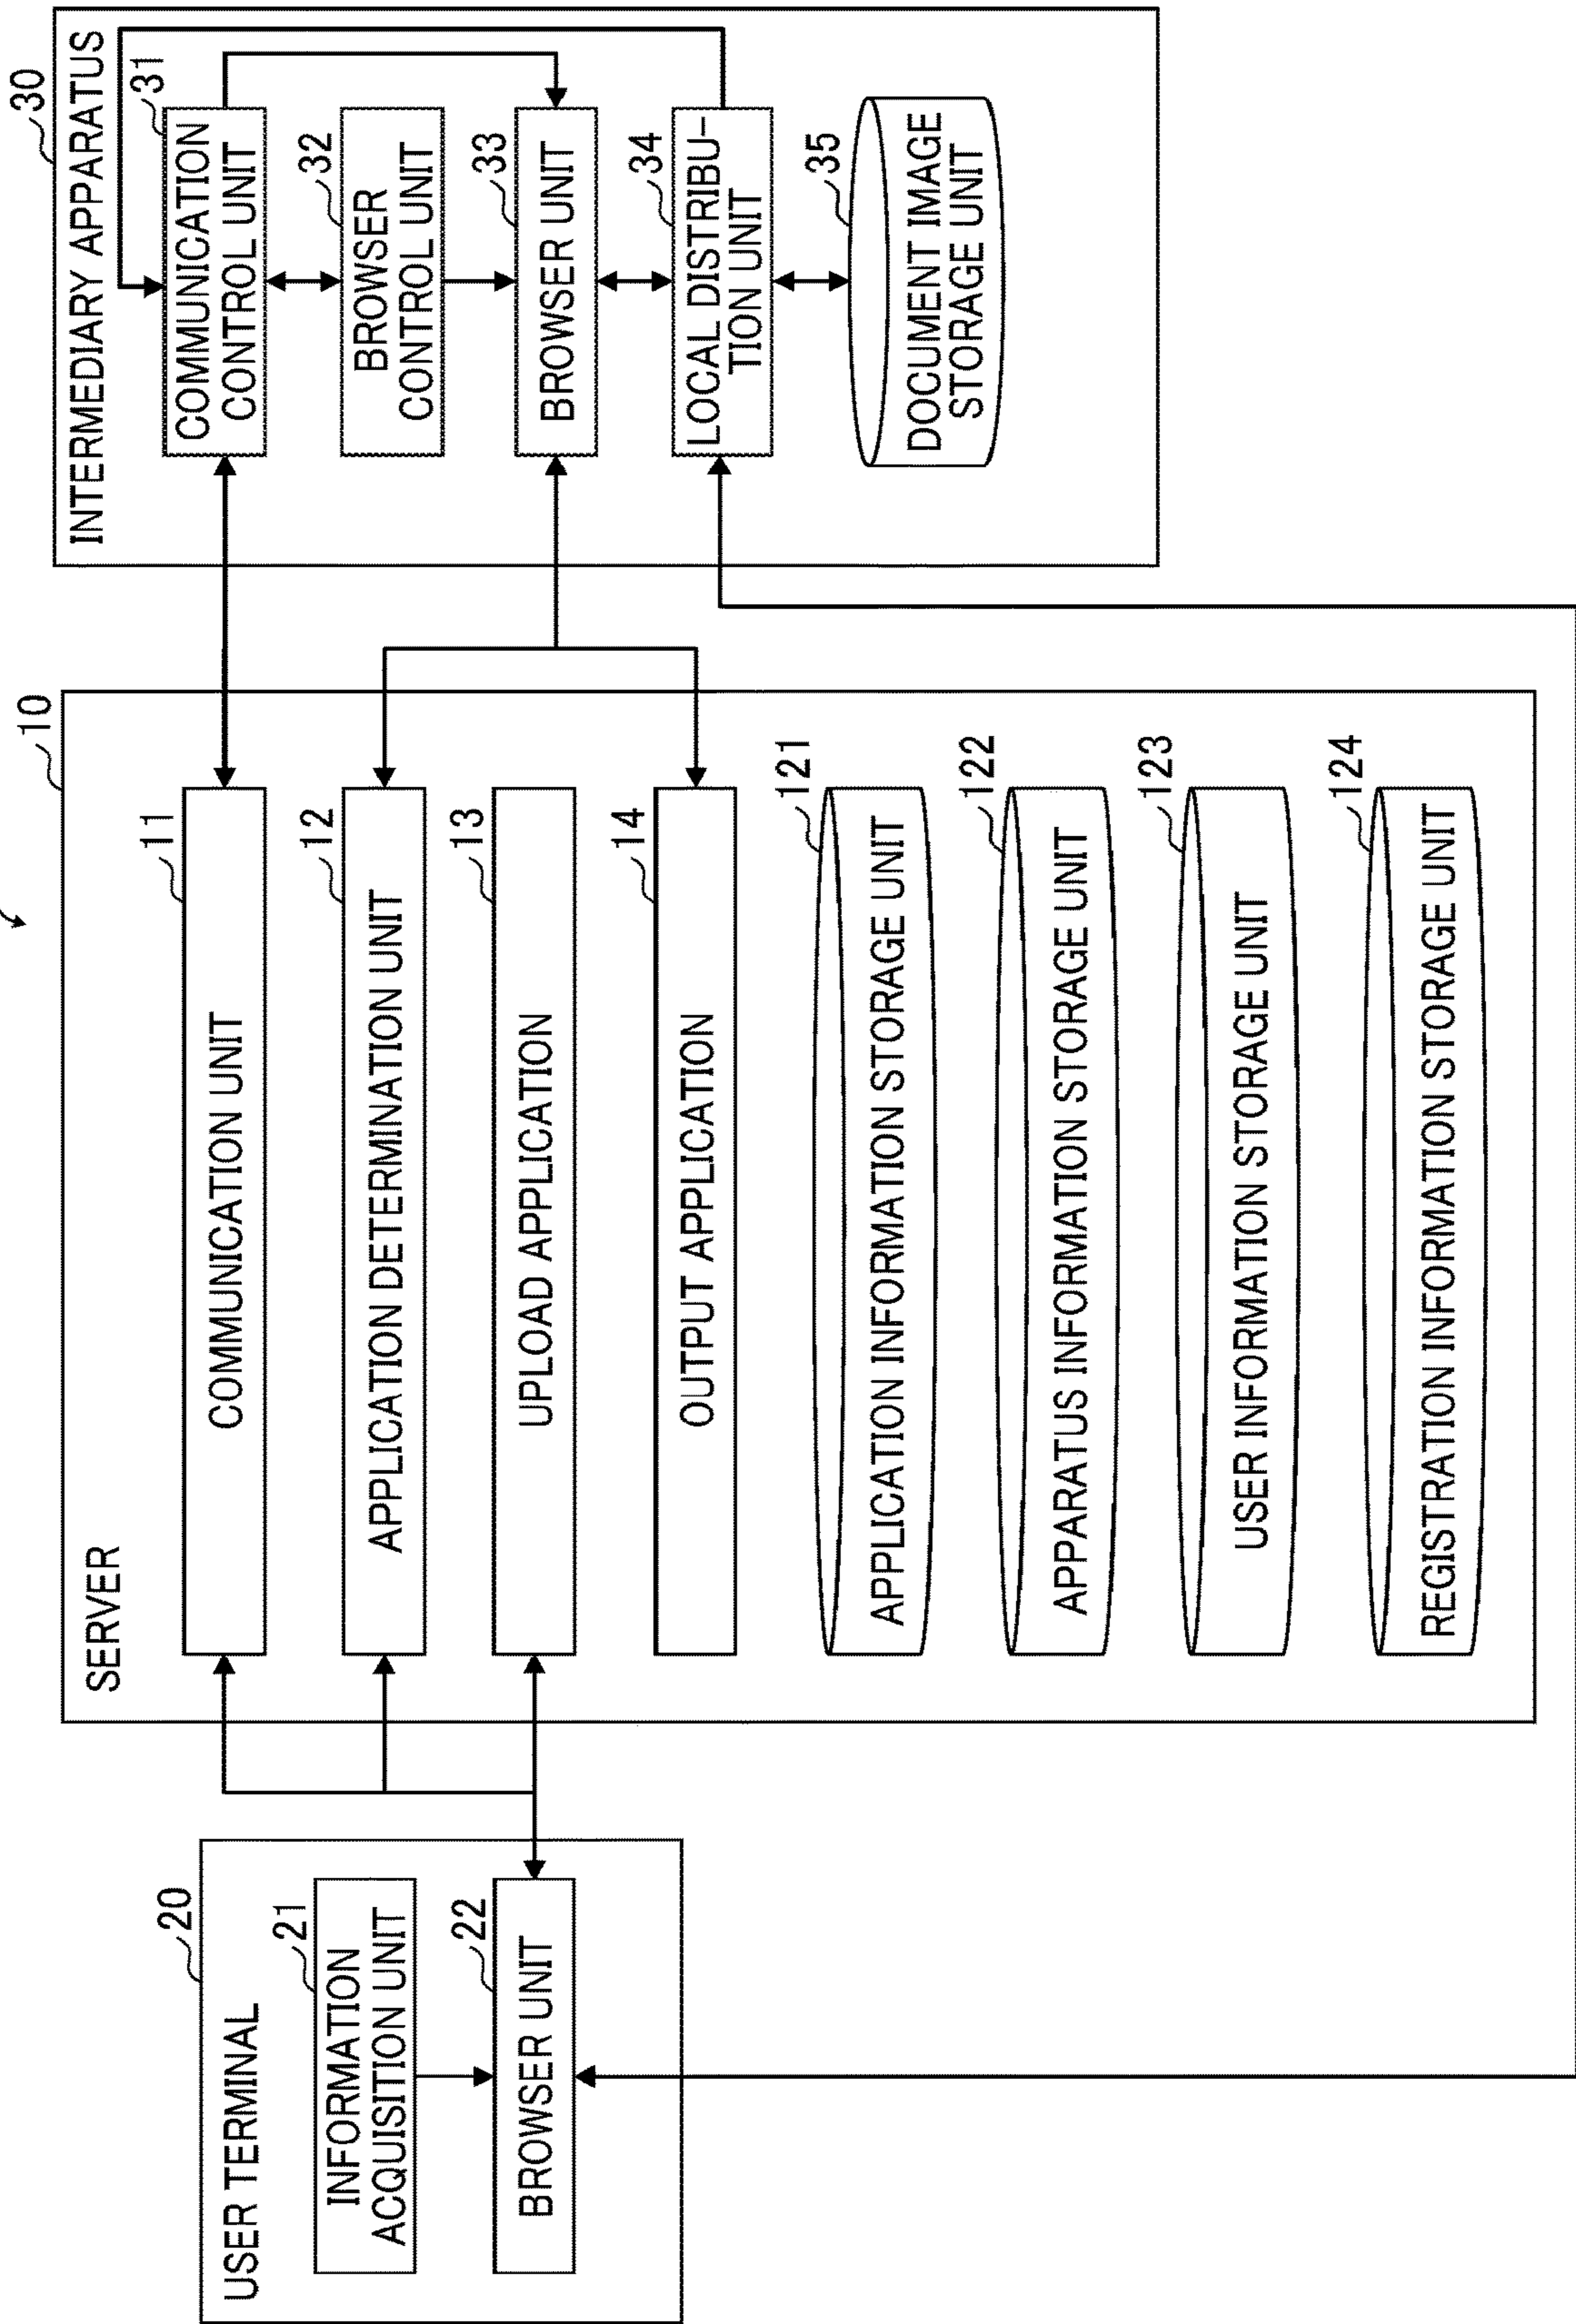 USER TERMINAL
20
INFORMATION
ACQUISITION UNIT
21
BROWSER UNIT
22
SERVER
10
COMMUNICATION UNIT
11
APPLICATION DETERMINATION UNIT
12
UPLOAD APPLICATION
13
OUTPUT APPLICATION
14
APPLICATION INFORMATION STORAGE UNIT
121
APPARATUS INFORMATION STORAGE UNIT
122
USER INFORMATION STORAGE UNIT
123
REGISTRATION INFORMATION STORAGE UNIT
124
INTERMEDIARY APPARATUS
30
COMMUNICATION
CONTROL UNIT
31
BROWSER
CONTROL UNIT
32
BROWSER UNIT
33
LOCAL DISTRIBU-
TION UNIT
34
DOCUMENT IMAGE
STORAGE UNIT
35